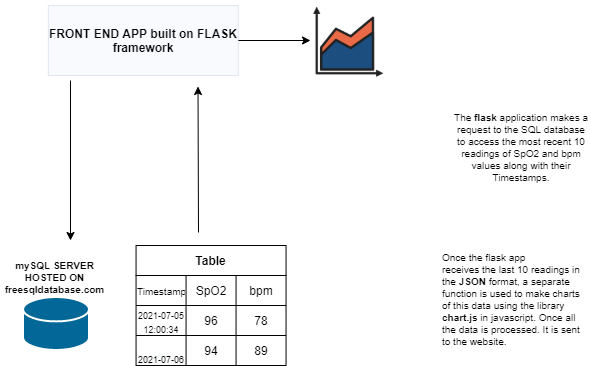 FRONT END APP built on FLASK
framework
The flask application makes a
request to the SQL database
to access the most recent 10
readings of SpO2 and bpm
values along with their
Timestamps.
mySQL SERVER
HOSTED ON
freesqldatabase.com
Table
Timestamp SpO2 bpm
2021-07-05
12:00:34 96 78
2021-07-06 94 89
Once the flask app
receives the last 10 readings in
the JSON format, a separate
function is used to make charts
of this data using the library
chart.js in javascript. Once all
the data is processed. It is sent
to the website.